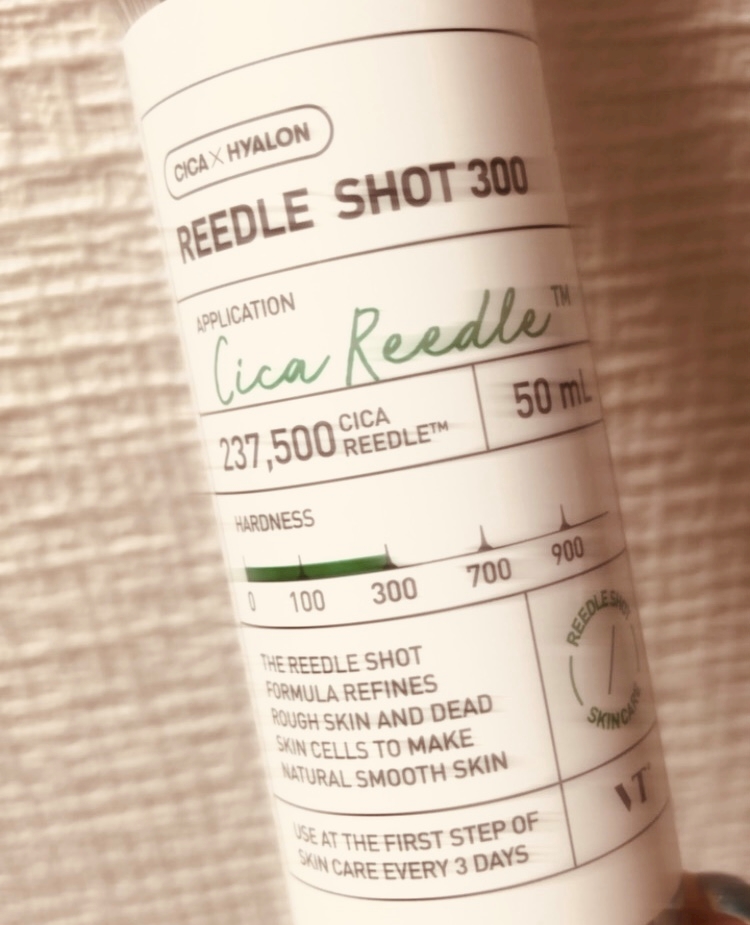 CICA X HYALON
REEDLE SHOT 300
APPLICATION
Cica Reedle™
237,500 CICA REEDLE™
50 mL
HARDNESS
0 100 300 700 900
THE REEDLE SHOT
FORMULA REFINES
ROUGH SKIN AND DEAD
SKIN CELLS TO MAKE
NATURAL SMOOTH SKIN
REEDLE SHOT
SKINCARE
USE AT THE FIRST STEP OF
SKIN CARE EVERY 3 DAYS
VT